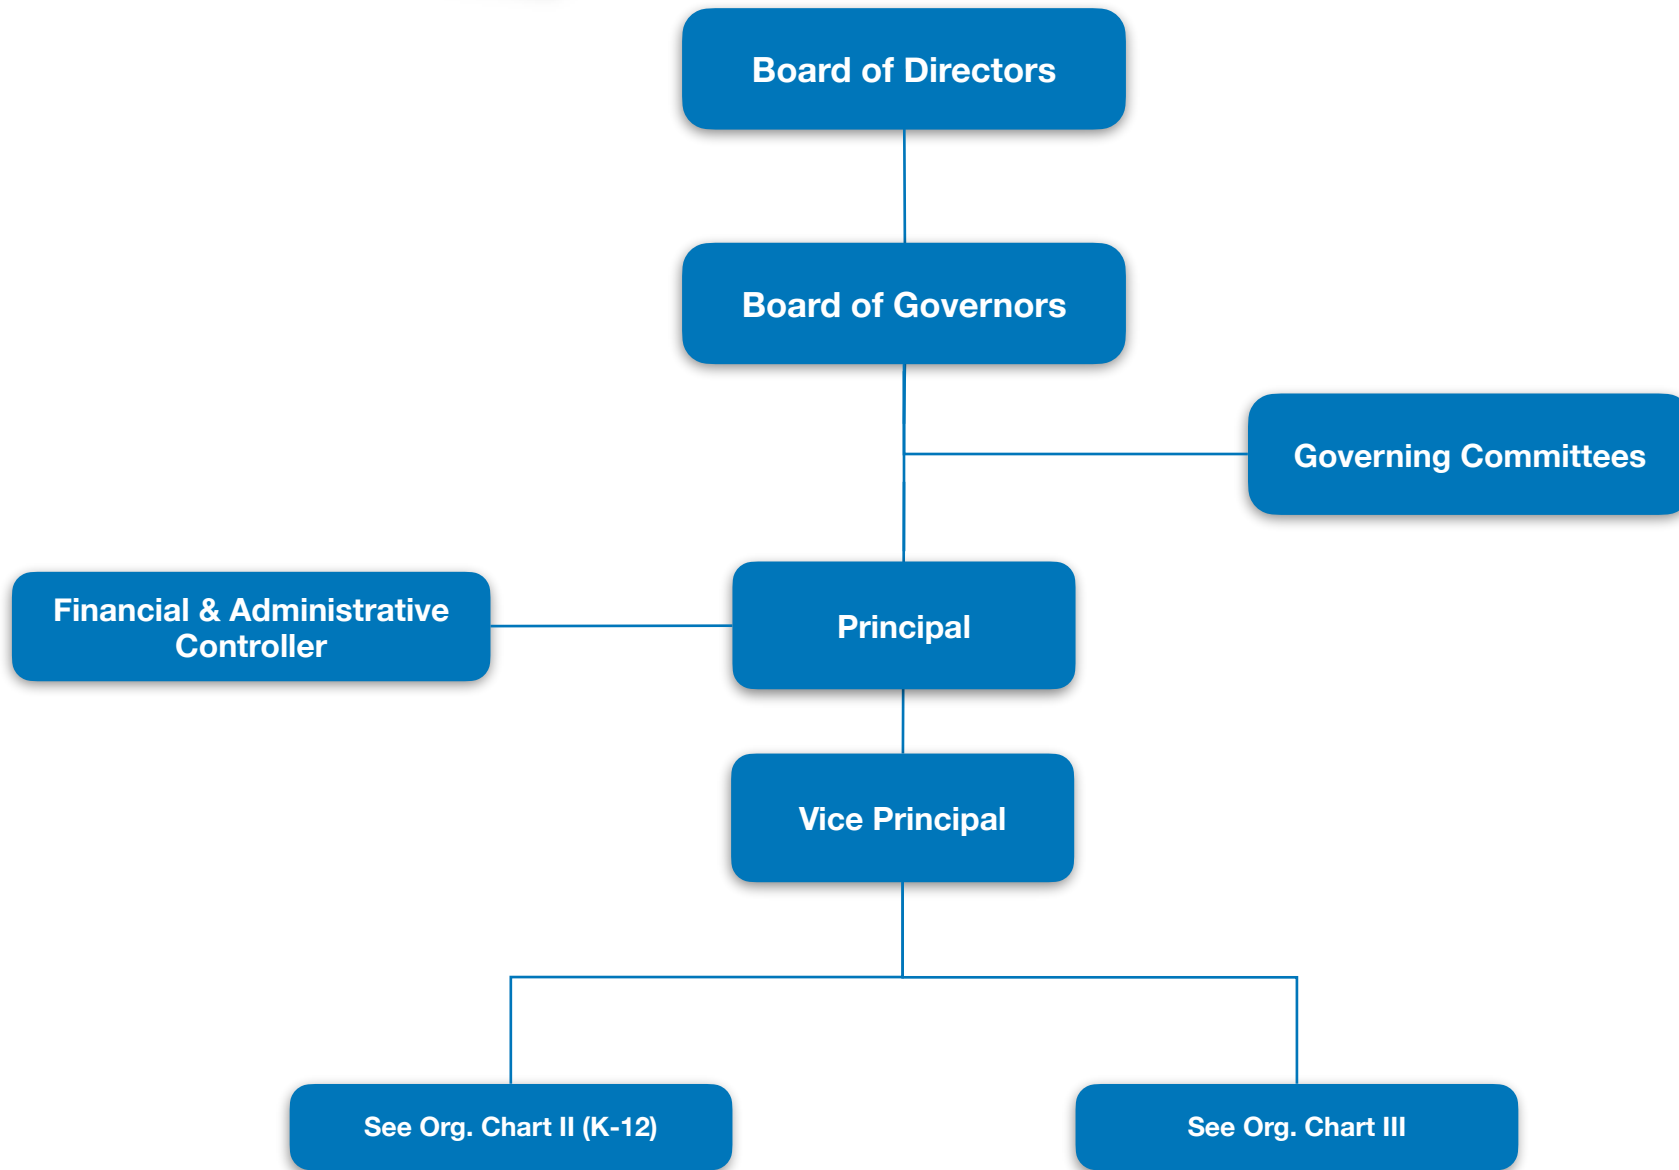 Board of Directors
Board of Governors
Governing Committees
Financial & Administrative
Controller
Principal
Vice Principal
See Org. Chart II (K-12)
See Org. Chart III